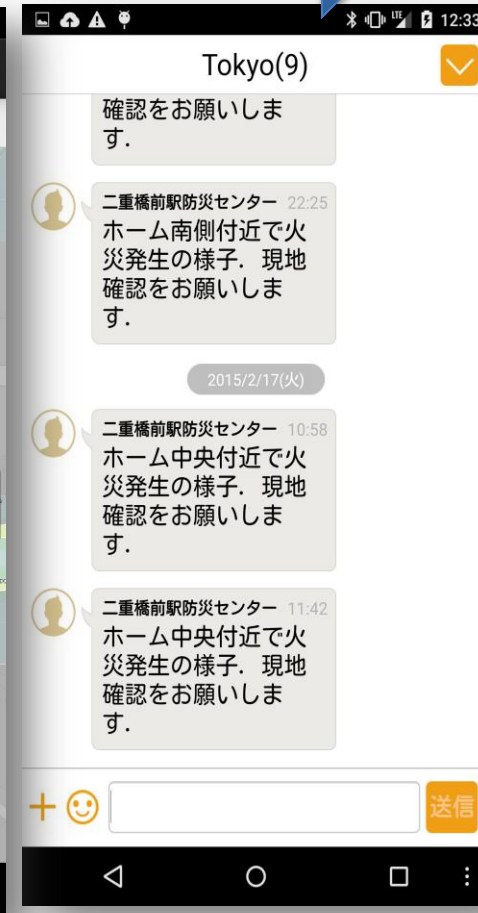 LTE 12:33
Tokyo(9)
確認をお願いしま
す.
二重橋前駅防災センター 22:25
ホーム南側付近で火
災発生の様子. 現地
確認をお願いしま
す.
2015/2/17(火)
二重橋前駅防災センター 10:58
ホーム中央付近で火
災発生の様子. 現地
確認をお願いしま
す.
二重橋前駅防災センター 11:42
ホーム中央付近で火
災発生の様子. 現地
確認をお願いしま
す.
送信